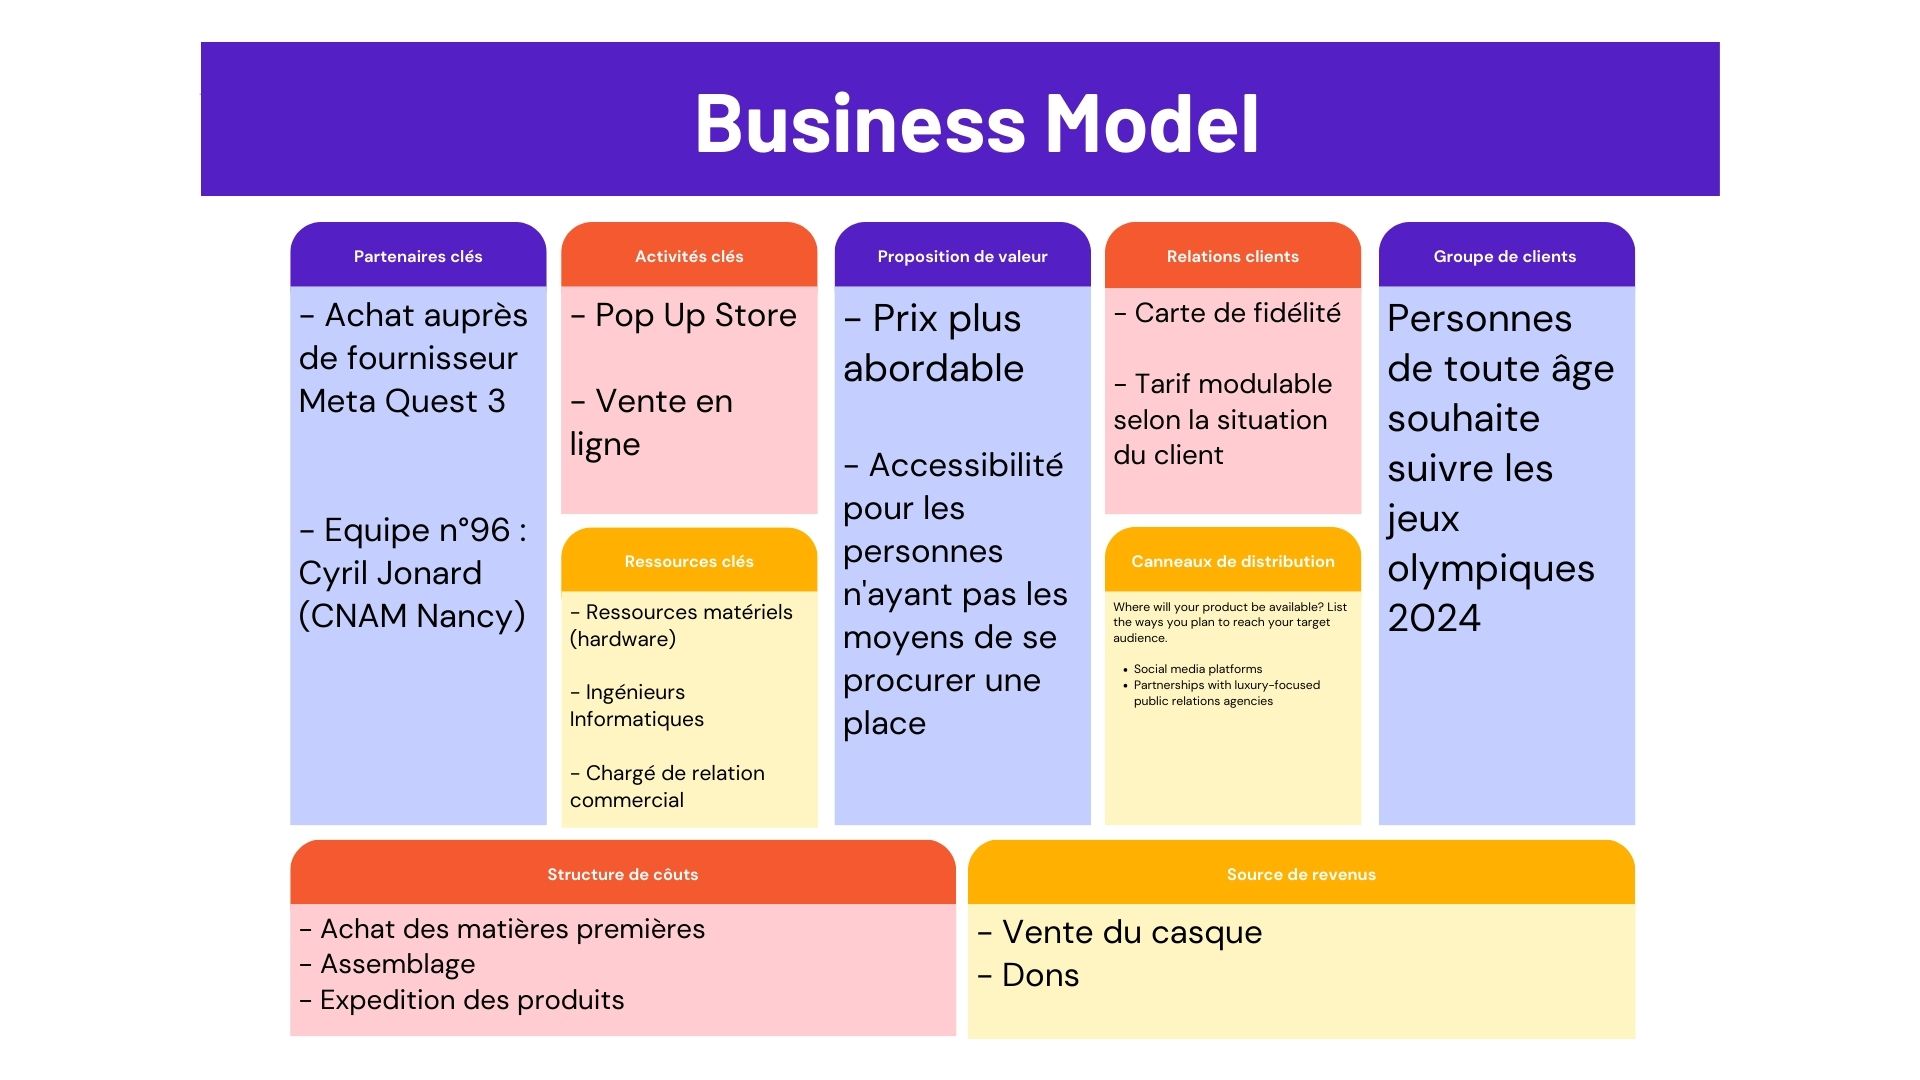 Business Model
Partenaires clés
- Achat auprès
de fournisseur
Meta Quest 3
- Equipe n°96 :
Cyril Jonard
(CNAM Nancy)
Activités clés
- Pop Up Store
- Vente en
ligne
Ressources clés
- Ressources matériels
(hardware)
- Ingénieurs
Informatiques
- Chargé de relation
commercial
Proposition de valeur
- Prix plus
abordable
- Accessibilité
pour les
personnes
n'ayant pas les
moyens de se
procurer une
place
Relations clients
- Carte de fidélité
- Tarif modulable
selon la situation
du client
Canneaux de distribution
Where will your product be available? List
the ways you plan to reach your target
audience.
• Social media platforms
• Partnerships with luxury-focused
public relations agencies
Groupe de clients
Personnes
de toute âge
souhaite
suivre les
jeux
olympiques
2024
Structure de côuts
- Achat des matières premières
- Assemblage
- Expedition des produits
Source de revenus
- Vente du casque
- Dons